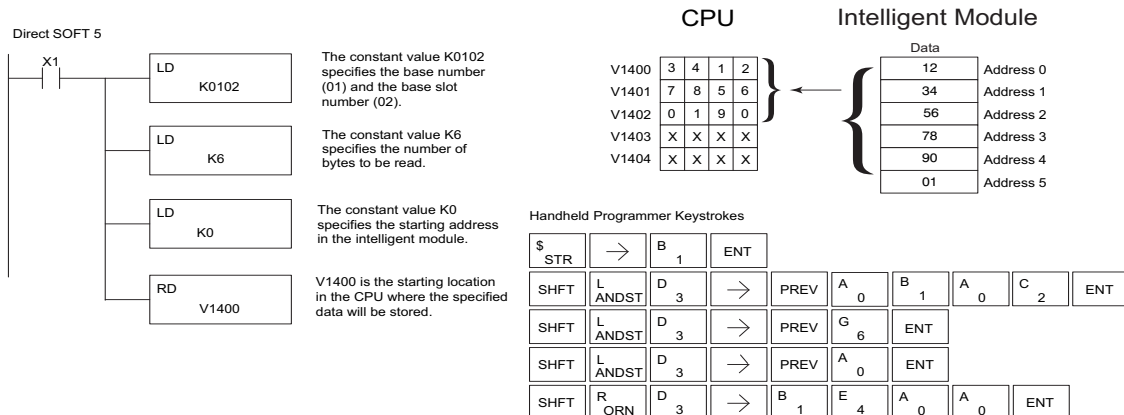 Direct SOFT 5
X1
LD
K0102
The constant value K0102
specifies the base number
(01) and the base slot
number (02).
LD
K6
The constant value K6
specifies the number of
bytes to be read.
LD
K0
The constant value K0
specifies the starting address
in the intelligent module.
RD
V1400
V1400 is the starting location
in the CPU where the specified
data will be stored.
CPU
Intelligent Module
Data
V1400 3 4 1 2
V1401 7 8 5 6
V1402 0 1 9 0
V1403 X X X X
V1404 X X X X
12 Address 0
34 Address 1
56 Address 2
78 Address 3
90 Address 4
01 Address 5
Handheld Programmer Keystrokes
$ STR → B 1 ENT
SHFT L ANDST D 3 → PREV A 0 B 1 A 0 C 2 ENT
SHFT L ANDST D 3 → PREV G 6 ENT
SHFT L ANDST D 3 → PREV A 0 ENT
SHFT R ORN D 3 → B 1 E 4 A 0 A 0 ENT